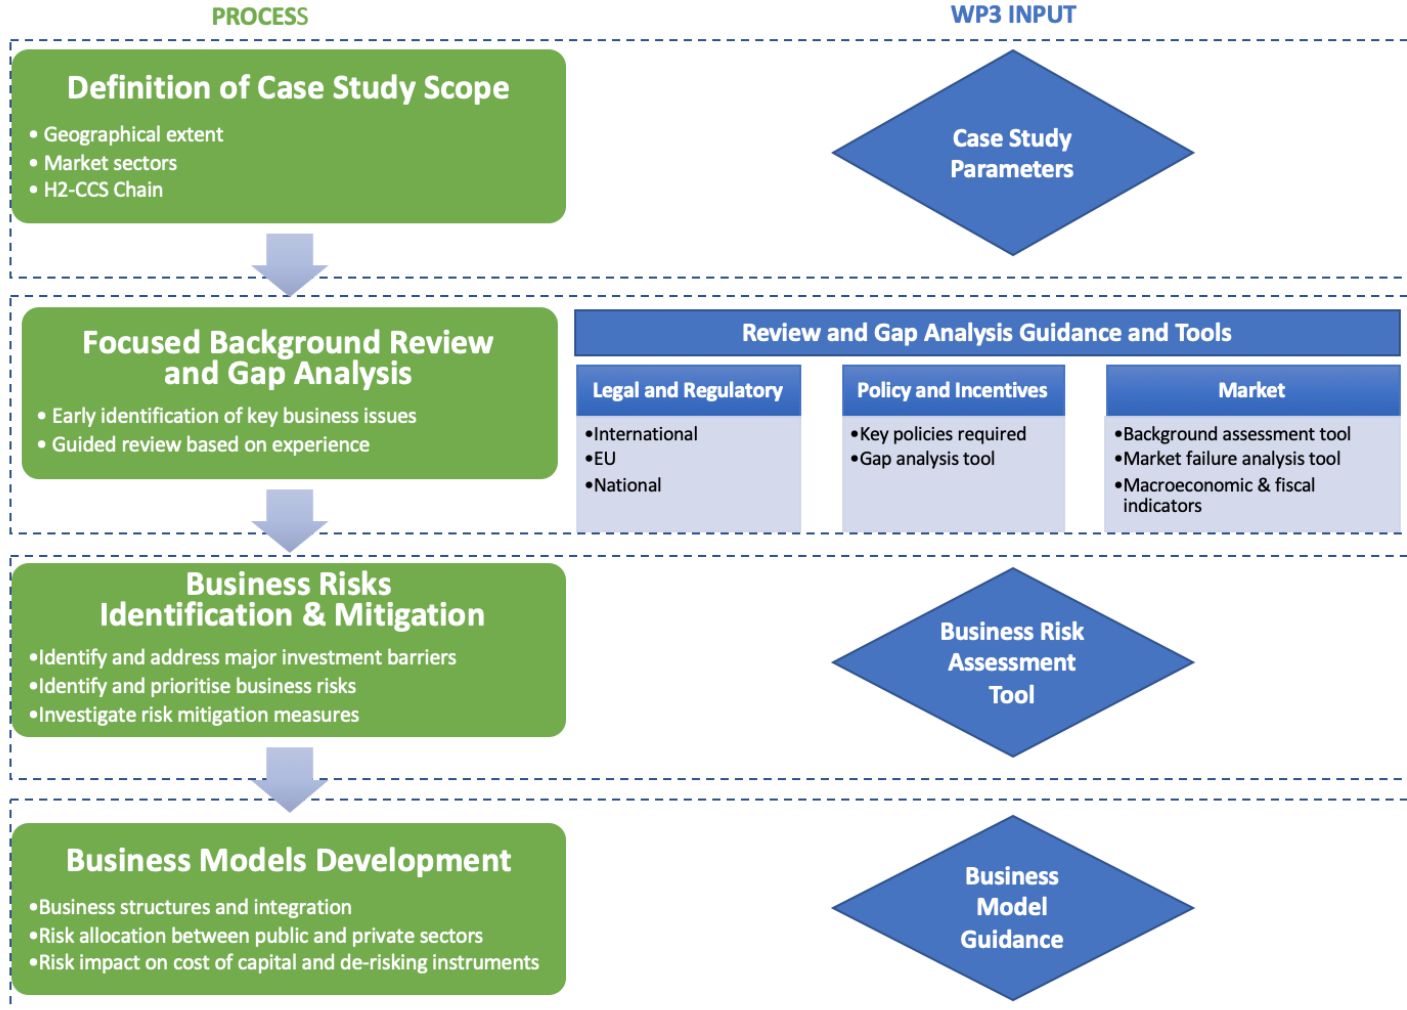 PROCESS
WP3 INPUT
Definition of Case Study Scope
• Geographical extent
• Market sectors
• H2-CCS Chain
Case Study
Parameters
Focused Background Review
and Gap Analysis
• Early identification of key business issues
• Guided review based on experience
Review and Gap Analysis Guidance and Tools
Legal and Regulatory
•International
•EU
•National
Policy and Incentives
•Key policies required
•Gap analysis tool
Market
•Background assessment tool
•Market failure analysis tool
•Macroeconomic & fiscal
indicators
Business Risks
Identification & Mitigation
•Identify and address major investment barriers
•Identify and prioritise business risks
•Investigate risk mitigation measures
Business Risk
Assessment
Tool
Business Models Development
•Business structures and integration
•Risk allocation between public and private sectors
•Risk impact on cost of capital and de-risking instruments
Business
Model
Guidance